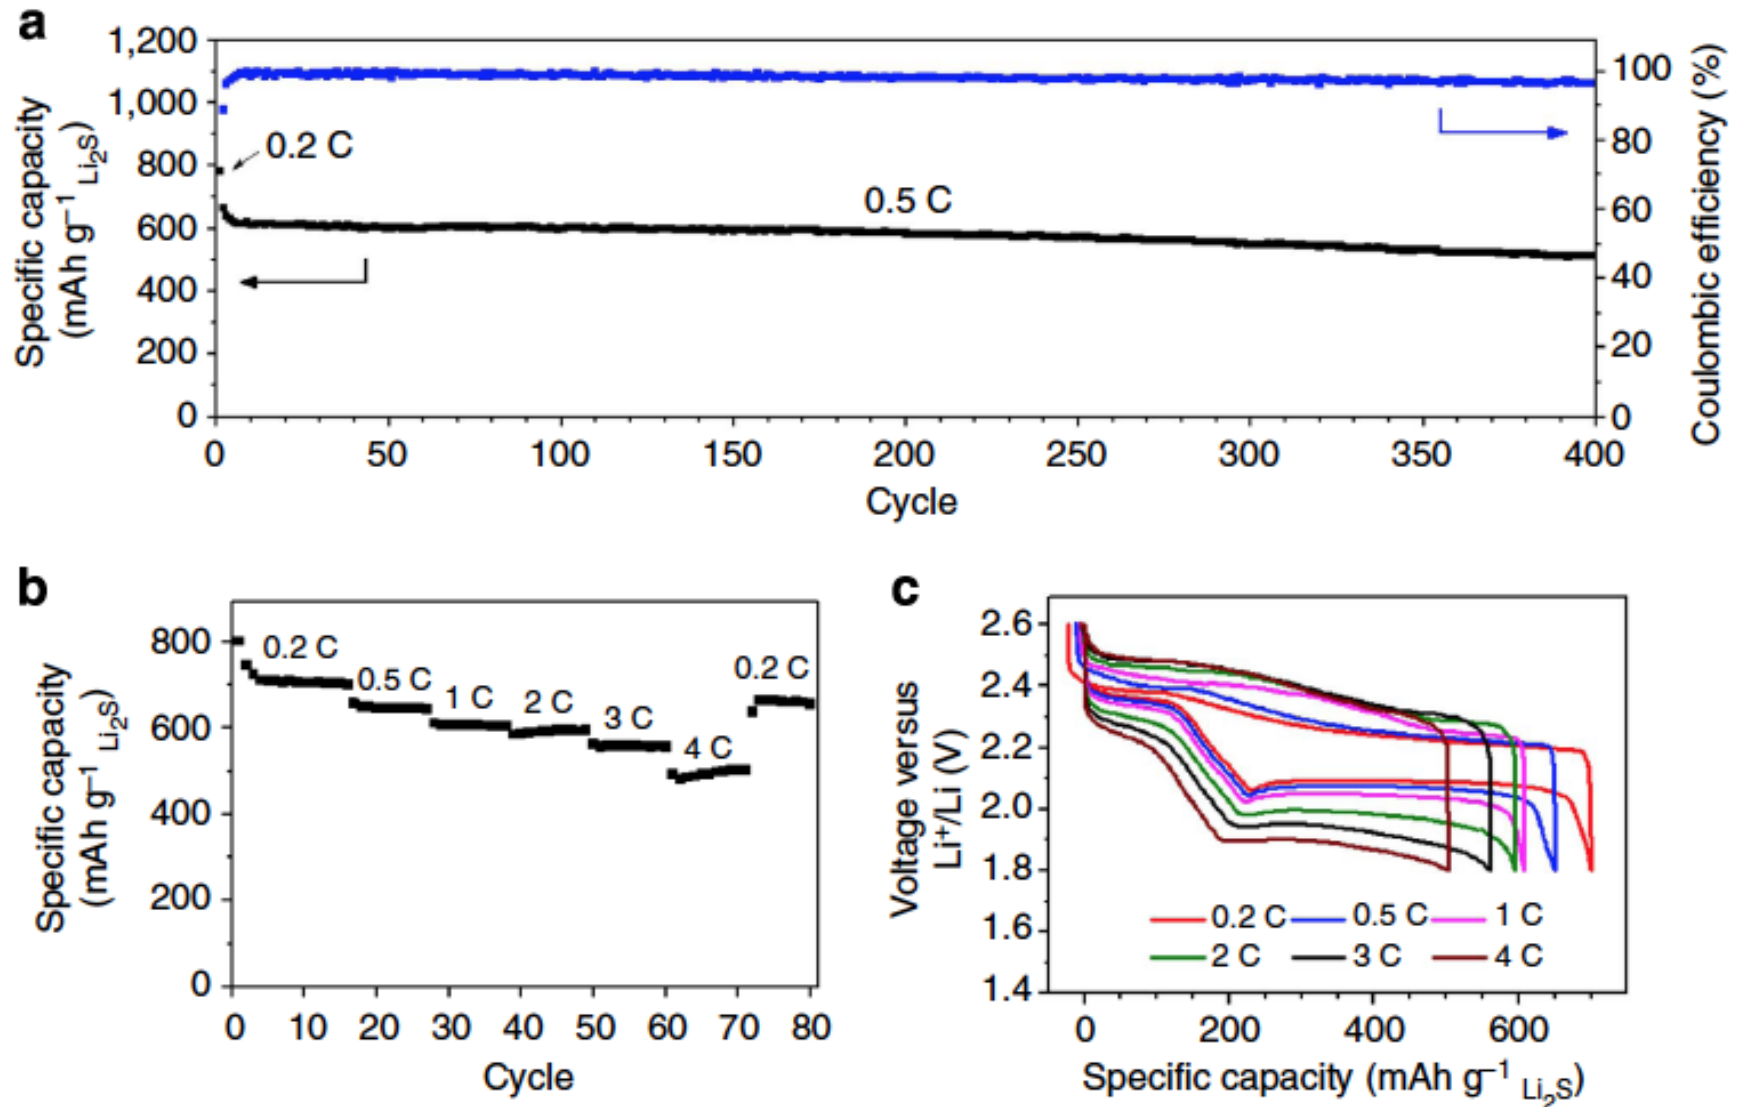 a
1,200
1,000
800
600
400
200
0
Specific capacity
(mAh g⁻¹ Li₂S)
0.2 C
0.5 C
100
80
60
40
20
0
Coulombic efficiency (%)
0 50 100 150 200 250 300 350 400
Cycle
b
800
600
400
200
0
Specific capacity
(mAh g⁻¹ Li₂S)
0.2 C
0.5 C
1 C
2 C
3 C
4 C
0.2 C
0 10 20 30 40 50 60 70 80
Cycle
c
2.6
2.4
2.2
2.0
1.8
1.6
1.4
Voltage versus
Li⁺/Li (V)
0.2 C 0.5 C 1 C
2 C 3 C 4 C
0 200 400 600
Specific capacity (mAh g⁻¹ Li₂S)